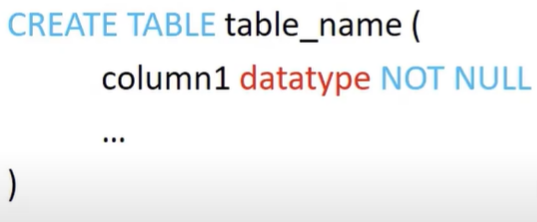 CREATE TABLE table_name (
column1 datatype NOT NULL
...
)